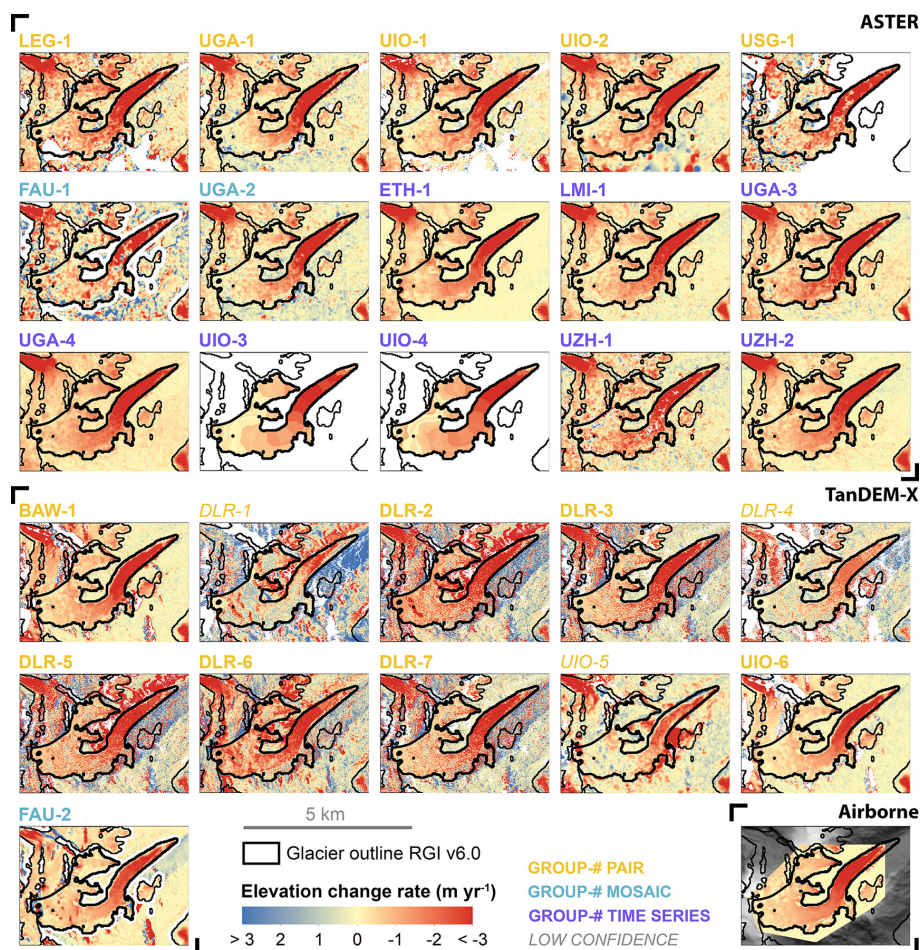 ASTER
LEG-1 UGA-1 UIO-1 UIO-2 USG-1
FAU-1 UGA-2 ETH-1 LMI-1 UGA-3
UGA-4 UIO-3 UIO-4 UZH-1 UZH-2
TanDEM-X
BAW-1 DLR-1 DLR-2 DLR-3 DLR-4
DLR-5 DLR-6 DLR-7 UIO-5 UIO-6
FAU-2
5 km
Glacier outline RGI v6.0
Elevation change rate (m yr⁻¹)
> 3 2 1 0 -1 -2 < -3
GROUP-# PAIR
GROUP-# MOSAIC
GROUP-# TIME SERIES
LOW CONFIDENCE
Airborne